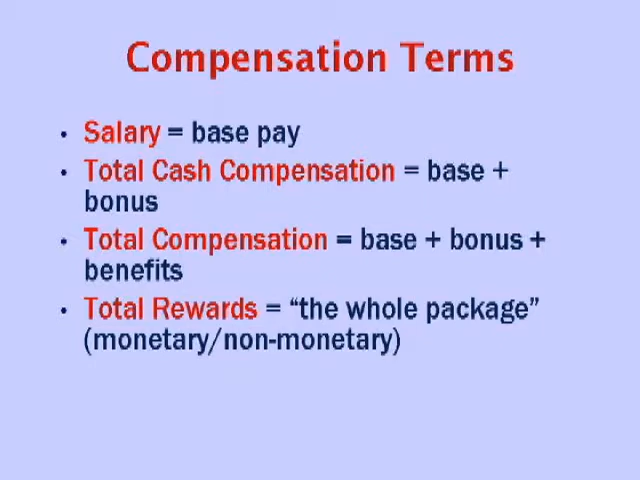 Compensation Terms
• Salary = base pay
• Total Cash Compensation = base +
bonus
• Total Compensation = base + bonus +
benefits
• Total Rewards = “the whole package”
(monetary/non-monetary)